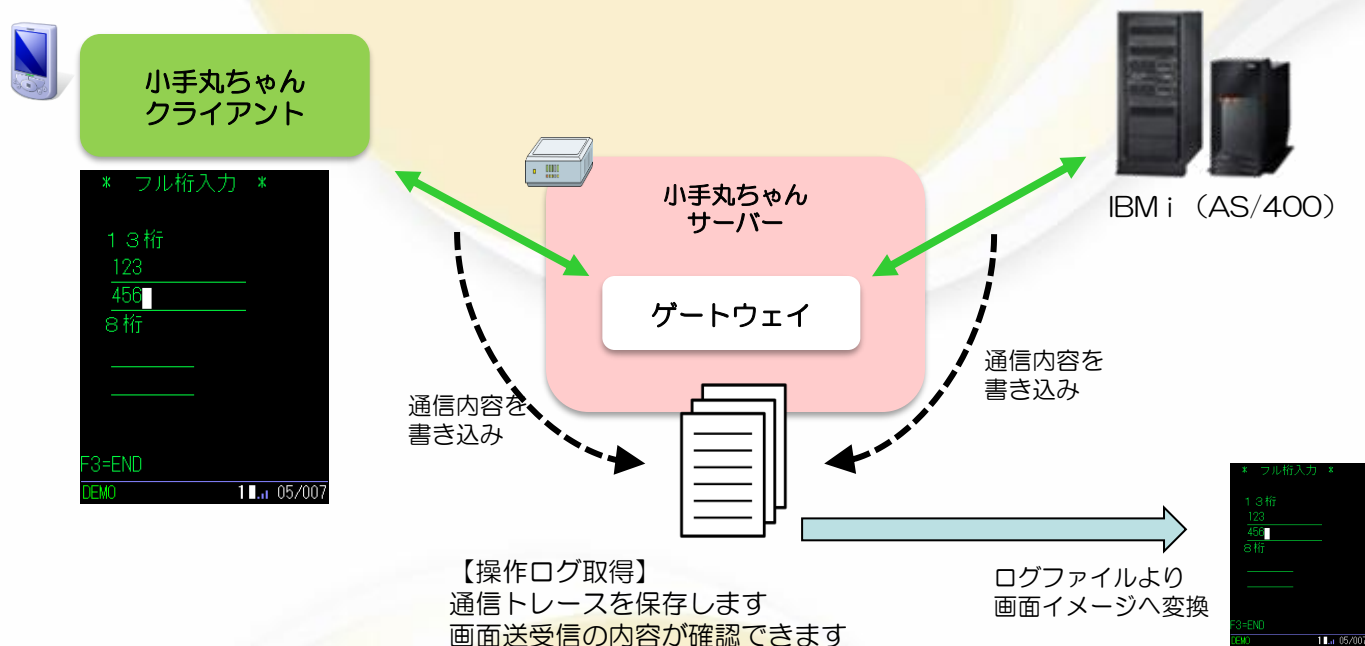 小手丸ちゃん
クライアント
* フル桁入力 *
１３桁
123
456
８桁
F3=END
DEMO 1 05/007
小手丸ちゃん
サーバー
ゲートウェイ
IBM i （AS/400）
通信内容を
書き込み
通信内容を
書き込み
【操作ログ取得】
通信トレースを保存します
画面送受信の内容が確認できます
ログファイルより
画面イメージへ変換
* フル桁入力 *
１３桁
123
456
８桁
F3=END
DEMO 1 05/007